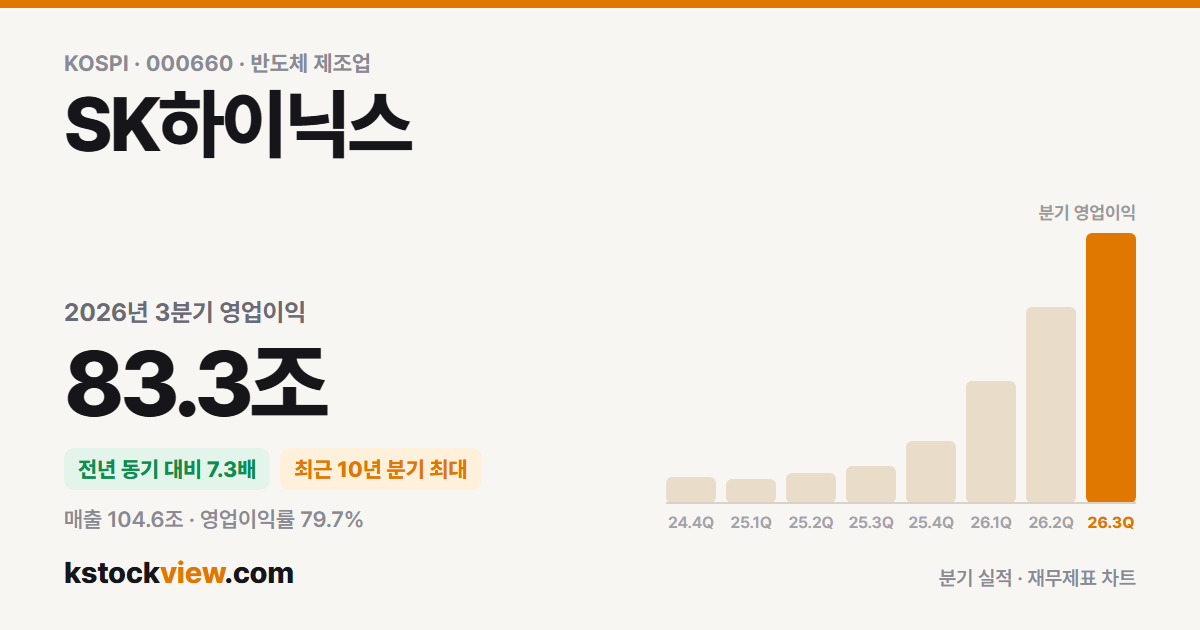 KOSPI · 000660 · 반도체 제조업
SK하이닉스
분기 영업이익
2026년 3분기 영업이익
83.3조
전년 동기 대비 7.3배
최근 10년 분기 최대
매출 104.6조 · 영업이익률 79.7%
24.4Q 25.1Q 25.2Q 25.3Q 25.4Q 26.1Q 26.2Q 26.3Q
kstockview.com
분기 실적 · 재무제표 차트